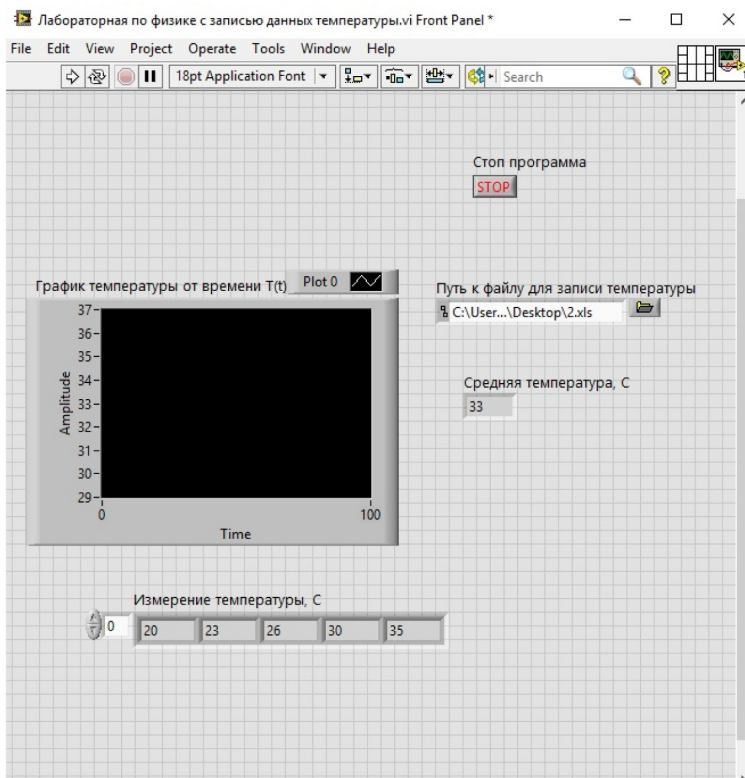 Лабораторная по физике с записью данных температуры.vi Front Panel *
File Edit View Project Operate Tools Window Help
18pt Application Font
Search
Стоп программа
STOP
График температуры от времени T(t)
Plot 0
Путь к файлу для записи температуры
C:\User...\Desktop\2.xls
37
36
35
34
33
32
31
30
29
Amplitude
0
100
Time
Средняя температура, С
33
Измерение температуры, С
0
20 23 26 30 35